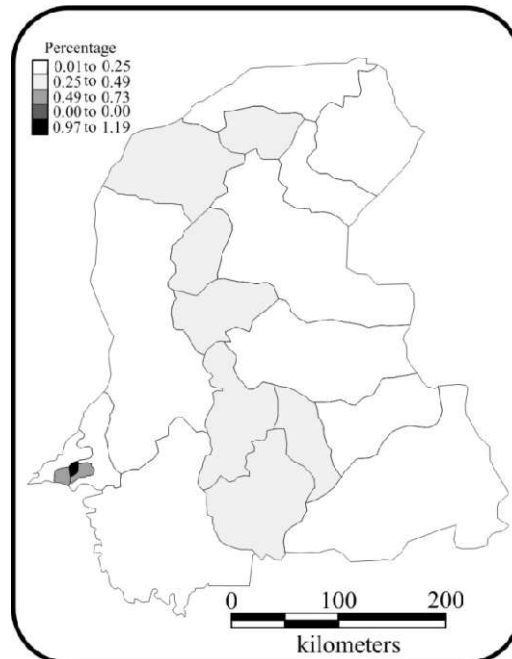 Percentage
0.01 to 0.25
0.25 to 0.49
0.49 to 0.73
0.00 to 0.00
0.97 to 1.19
0 100 200
kilometers